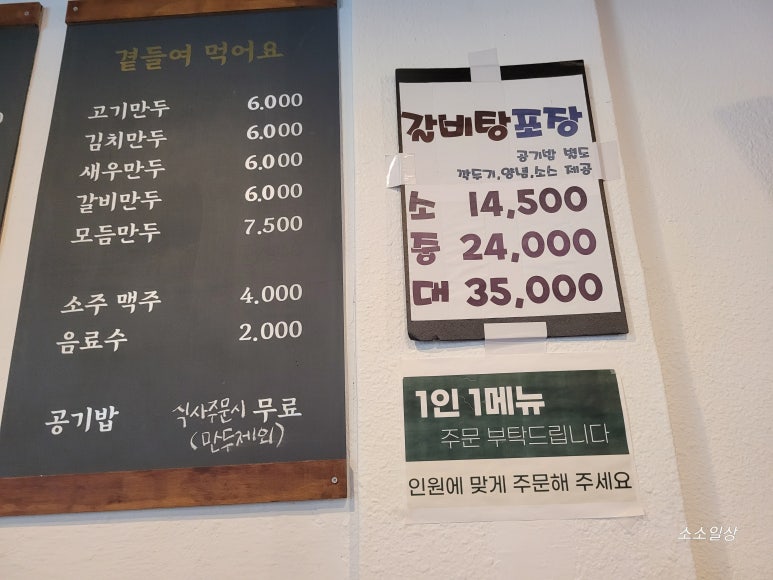 곁들여 먹어요
고기만두 6.000
김치만두 6.000
새우만두 6.000
갈비만두 6.000
모듬만두 7.500
소주 맥주 4.000
음료수 2.000
공기밥 식사주문시 무료
(만두제외)
갈비탕포장
공기밥 별도
깍두기,양념,소스 제공
소 14,500
중 24,000
대 35,000
1인 1메뉴
주문 부탁드립니다
인원에 맞게 주문해 주세요
소소일상